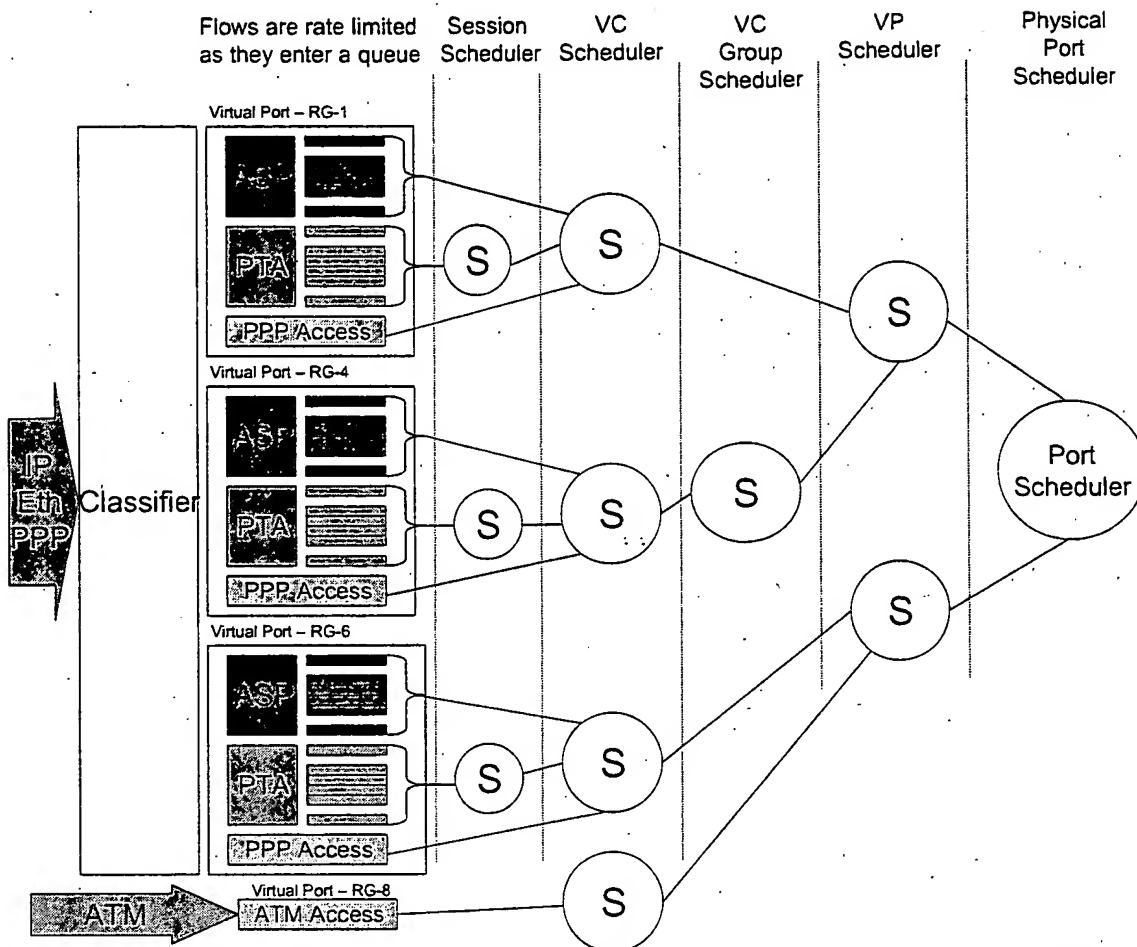 Flows are rate limited
as they enter a queue
Session
Scheduler
VC
Scheduler
VC
Group
Scheduler
VP
Scheduler
Physical
Port
Scheduler
Virtual Port – RG-1
ASP
PTA
PPP Access
S
S
S
Virtual Port – RG-4
ASP
PTA
PPP Access
S
S
S
IP
Eth
PPP
Classifier
Port
Scheduler
Virtual Port – RG-6
ASP
PTA
PPP Access
S
S
S
Virtual Port – RG-8
ATM
ATM Access
S